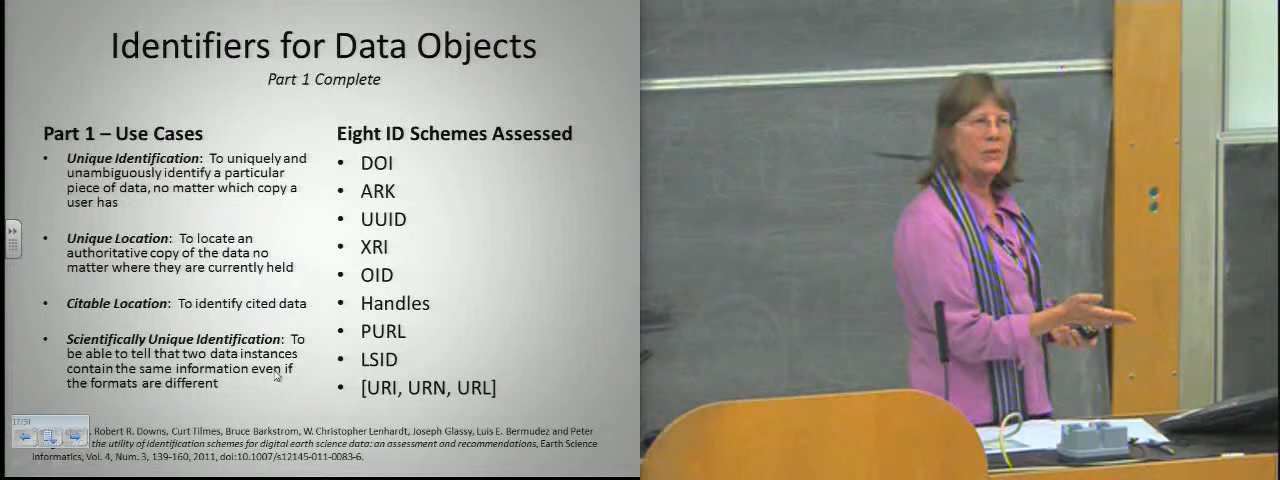 Identifiers for Data Objects
Part 1 Complete
Part 1 – Use Cases
• Unique Identification: To uniquely and
unambiguously identify a particular
piece of data, no matter which copy a
user has
• Unique Location: To locate an
authoritative copy of the data no
matter where they are currently held
• Citable Location: To identify cited data
• Scientifically Unique Identification: To
be able to tell that two data instances
contain the same information even if
the formats are different
Eight ID Schemes Assessed
• DOI
• ARK
• UUID
• XRI
• OID
• Handles
• PURL
• LSID
• [URI, URN, URL]
17/34
Robert R. Downs, Curt Tilmes, Bruce Barkstrom, W. Christopher Lenhardt, Joseph Glassy, Luis E. Bermudez and Peter
the utility of identification schemes for digital earth science data: an assessment and recommendations, Earth Science
Informatics, Vol. 4, Num. 3, 139-160, 2011, doi:10.1007/s12145-011-0083-6.